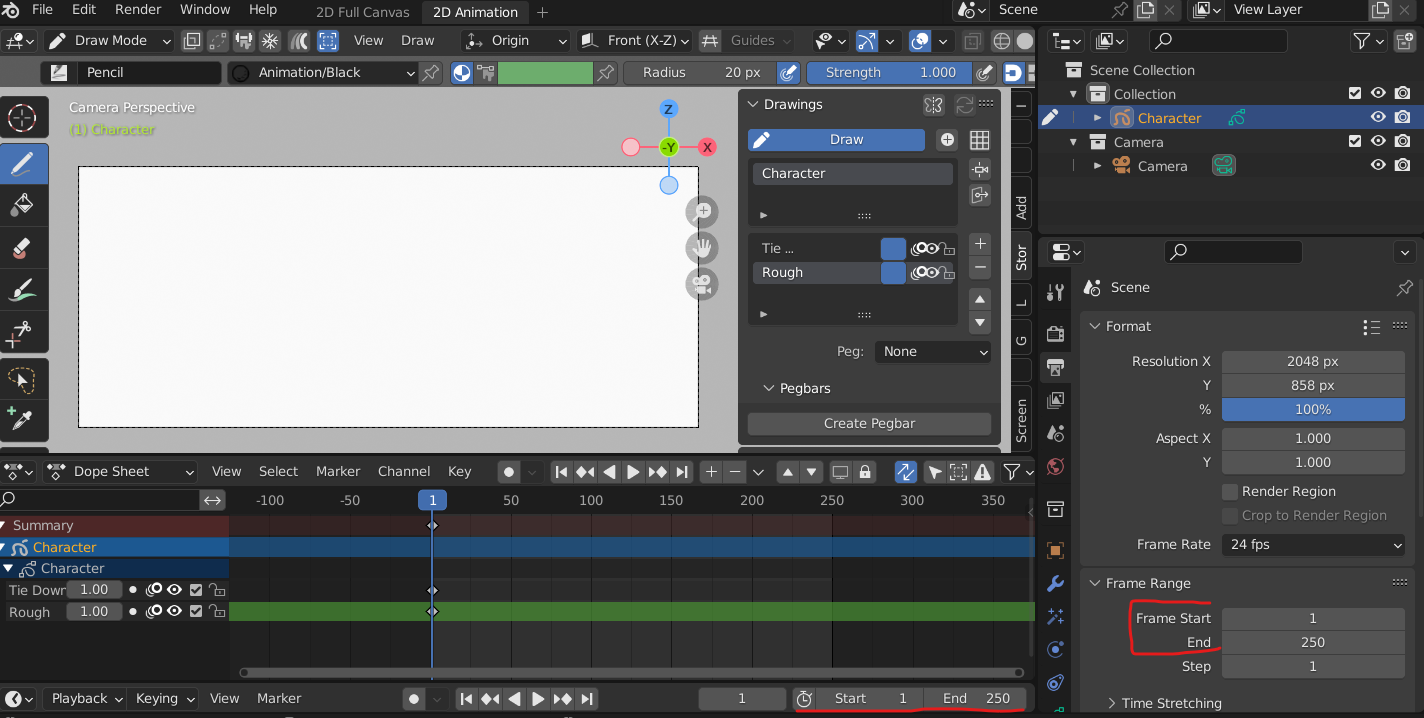 File Edit Render Window Help 2D Full Canvas 2D Animation + Scene View Layer
Draw Mode View Draw Origin Front (X-Z) Guides
Pencil Animation/Black Radius 20 px Strength 1.000
Camera Perspective
(1) Character
Z
-Y X
Drawings
Draw
Character
Tie ...
Rough
Peg: None
Pegbars
Create Pegbar
Add
Stor
L
G
Screen
Scene Collection
Collection
Character
Camera
Camera
Scene
Format
Resolution X 2048 px
Y 858 px
% 100%
Aspect X 1.000
Y 1.000
Render Region
Crop to Render Region
Frame Rate 24 fps
Frame Range
Frame Start 1
End 250
Step 1
Time Stretching
Dope Sheet View Select Marker Channel Key
-100 -50 1 50 100 150 200 250 300 350
Summary
Character
Character
Tie Down 1.00
Rough 1.00
Playback Keying View Marker 1 Start 1 End 250